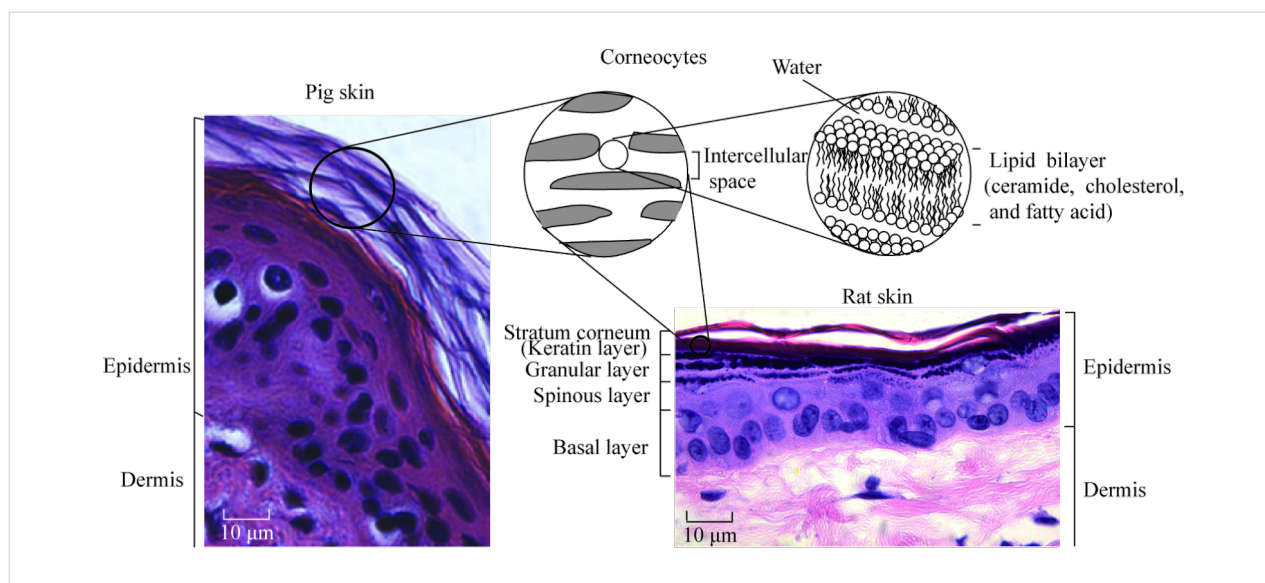 Corneocytes
Water
Pig skin
Intercellular
space
Lipid bilayer
(ceramide, cholesterol,
and fatty acid)
Rat skin
Stratum corneum
(Keratin layer)
Granular layer
Spinous layer
Basal layer
Epidermis
Dermis
10 μm
Epidermis
Dermis
10 μm